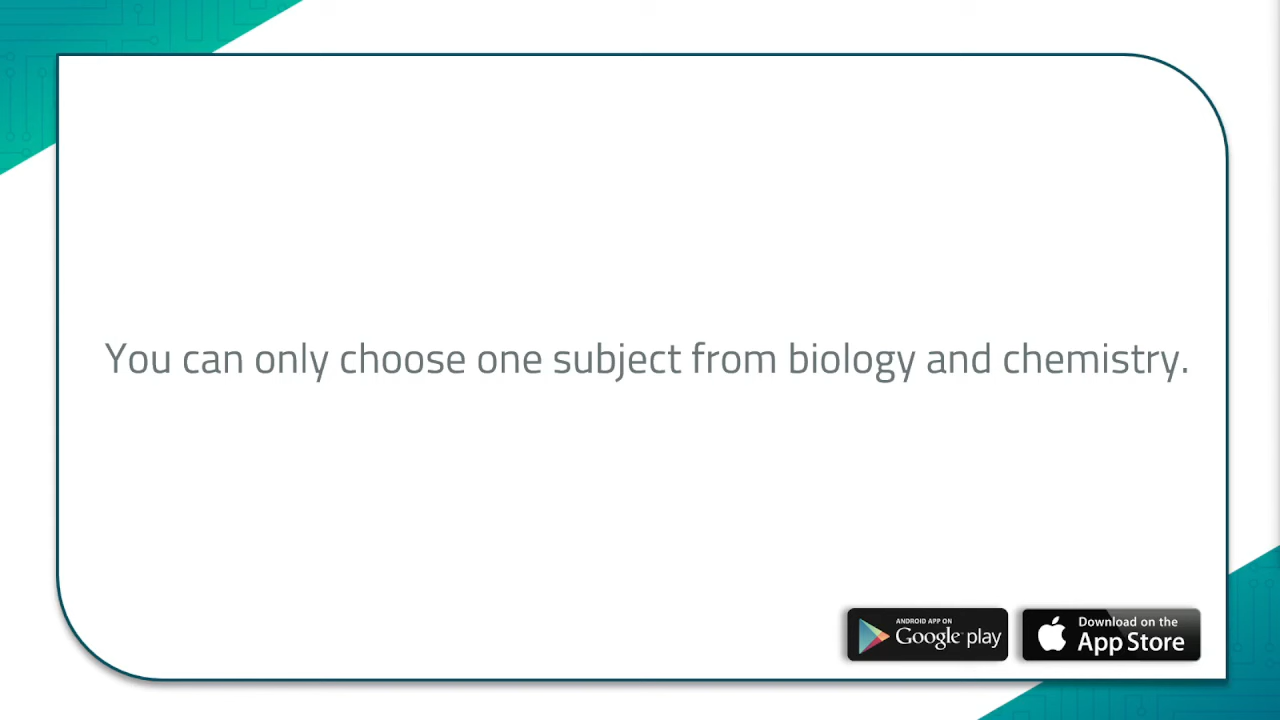 You can only choose one subject from biology and chemistry.
ANDROID APP ON
Google play
Download on the
App Store